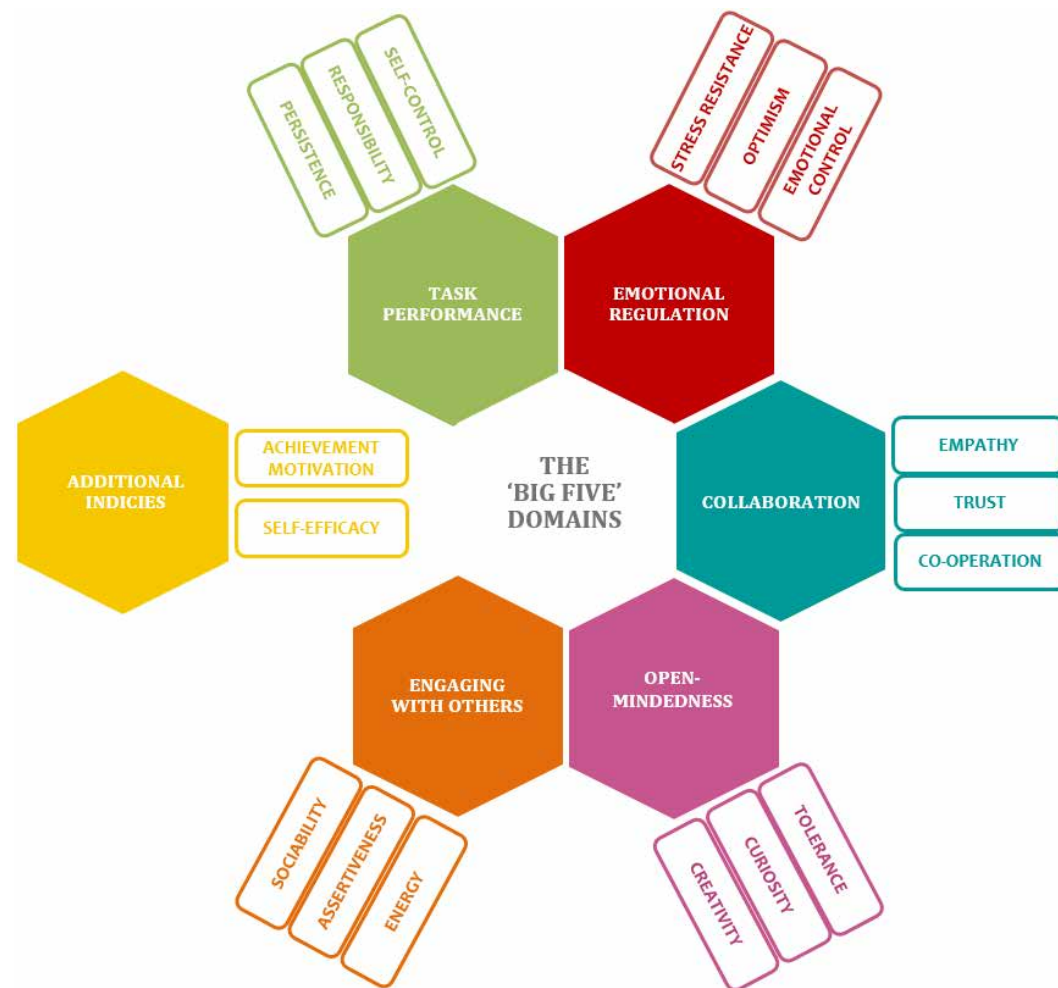 PERSISTENCE
RESPONSIBILITY
SELF-CONTROL
STRESS RESISTANCE
OPTIMISM
EMOTIONAL
CONTROL
TASK
PERFORMANCE
EMOTIONAL
REGULATION
ADDITIONAL
INDICIES
ACHIEVEMENT
MOTIVATION
SELF-EFFICACY
THE
‘BIG FIVE’
DOMAINS
COLLABORATION
EMPATHY
TRUST
CO-OPERATION
ENGAGING
WITH OTHERS
OPEN-
MINDEDNESS
SOCIABILITY
ASSERTIVENESS
ENERGY
CREATIVITY
CURIOSITY
TOLERANCE